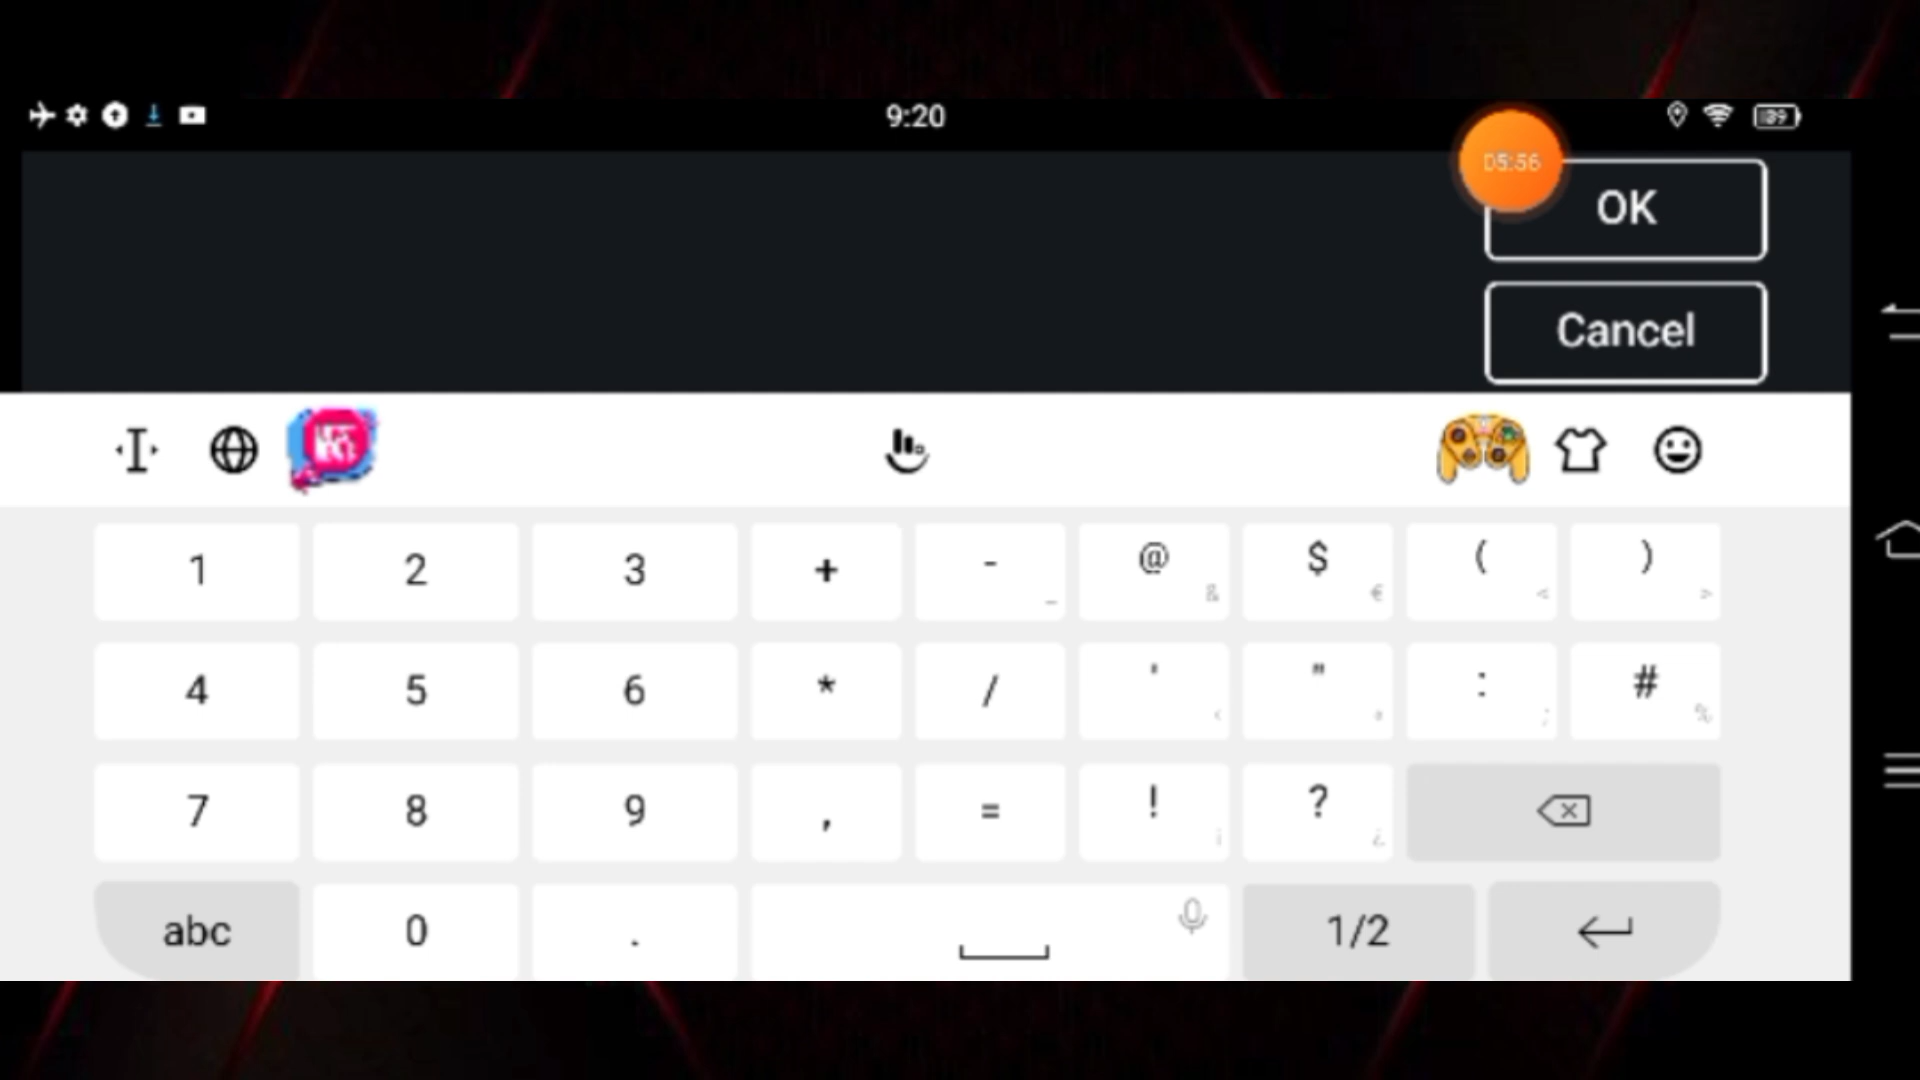 9:20
89
05:56
OK
Cancel
1 2 3 + - _ @ & $ € ( < ) >
4 5 6 * / ' " : ; # %
7 8 9 , = ! ¡ ? ¿
abc 0 . 1/2